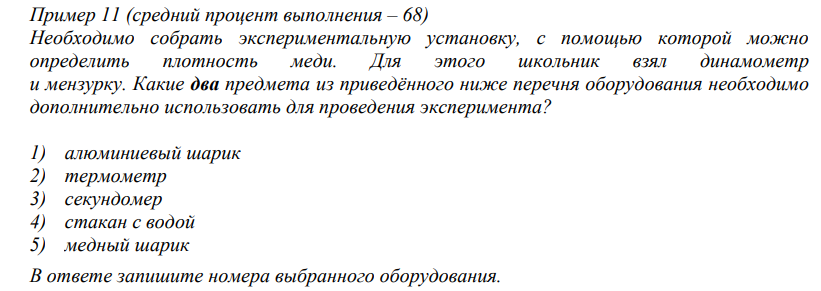 Пример 11 (средний процент выполнения – 68)
Необходимо собрать экспериментальную установку, с помощью которой можно
определить плотность меди. Для этого школьник взял динамометр
и мензурку. Какие два предмета из приведённого ниже перечня оборудования необходимо
дополнительно использовать для проведения эксперимента?
1) алюминиевый шарик
2) термометр
3) секундомер
4) стакан с водой
5) медный шарик
В ответе запишите номера выбранного оборудования.